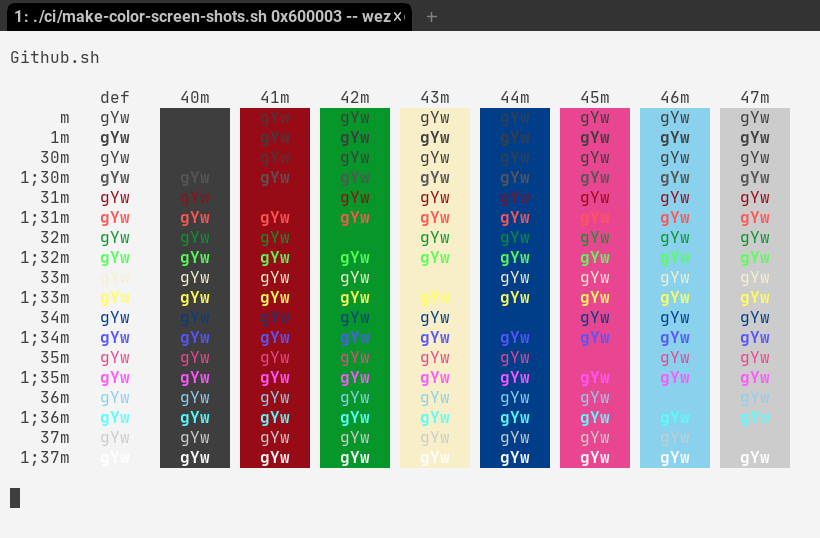 1: ./ci/make-color-screen-shots.sh 0x600003 -- wez × +
Github.sh
def 40m 41m 42m 43m 44m 45m 46m 47m
m gYw gYw gYw gYw gYw gYw gYw gYw
1m gYw gYw gYw gYw gYw gYw gYw gYw
30m gYw gYw gYw gYw gYw gYw gYw gYw
1;30m gYw gYw gYw gYw gYw gYw gYw gYw gYw
31m gYw gYw gYw gYw gYw gYw gYw gYw
1;31m gYw gYw gYw gYw gYw gYw gYw gYw gYw
32m gYw gYw gYw gYw gYw gYw gYw gYw
1;32m gYw gYw gYw gYw gYw gYw gYw gYw gYw
33m gYw gYw gYw gYw gYw gYw gYw gYw
1;33m gYw gYw gYw gYw gYw gYw gYw gYw gYw
34m gYw gYw gYw gYw gYw gYw gYw gYw
1;34m gYw gYw gYw gYw gYw gYw gYw gYw gYw
35m gYw gYw gYw gYw gYw gYw gYw gYw
1;35m gYw gYw gYw gYw gYw gYw gYw gYw gYw
36m gYw gYw gYw gYw gYw gYw gYw gYw
1;36m gYw gYw gYw gYw gYw gYw gYw gYw gYw
37m gYw gYw gYw gYw gYw gYw gYw gYw
1;37m gYw gYw gYw gYw gYw gYw gYw gYw gYw